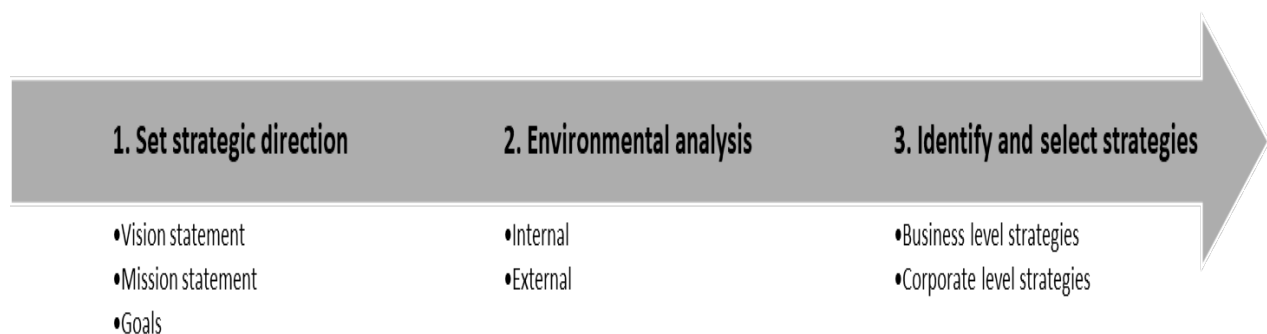 1. Set strategic direction
•Vision statement
•Mission statement
•Goals
2. Environmental analysis
•Internal
•External
3. Identify and select strategies
•Business level strategies
•Corporate level strategies